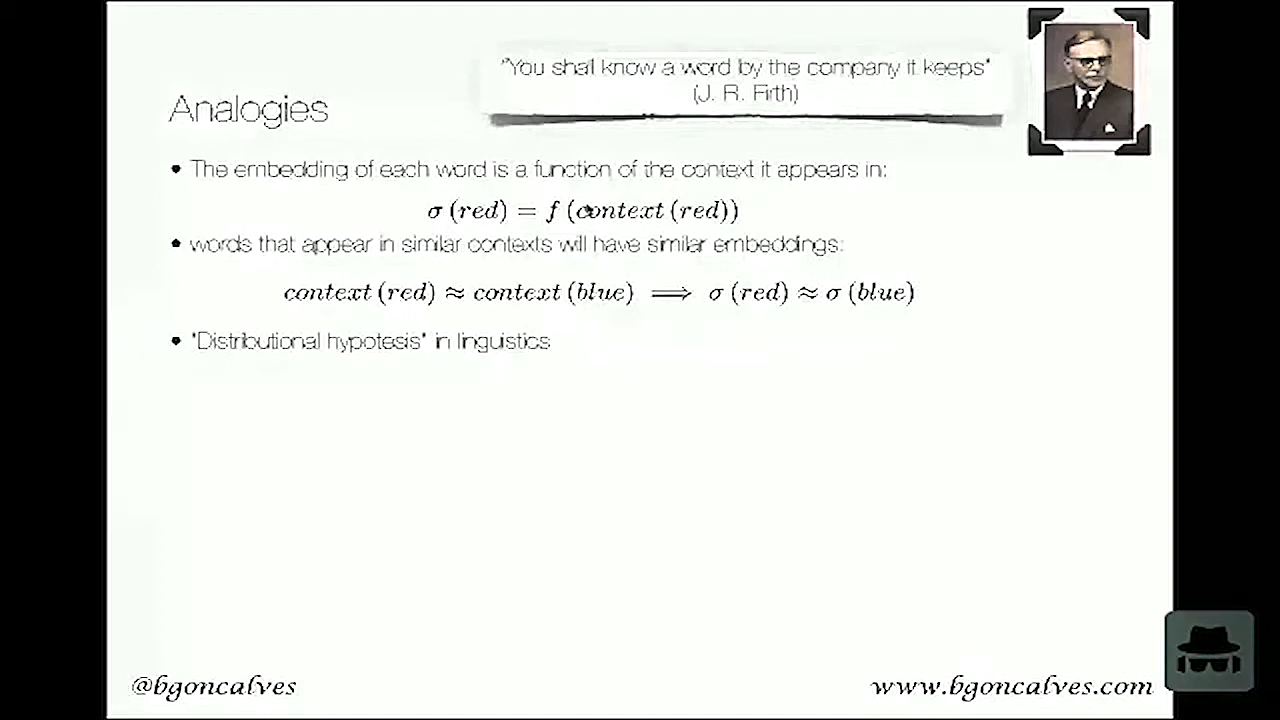 "You shall know a word by the company it keeps"
(J. R. Firth)
Analogies
• The embedding of each word is a function of the context it appears in:
σ (red) = f (context (red))
• words that appear in similar contexts will have similar embeddings:
context (red) ≈ context (blue) ⟹ σ (red) ≈ σ (blue)
• "Distributional hypotesis" in linguistics
@bgoncalves
www.bgoncalves.com